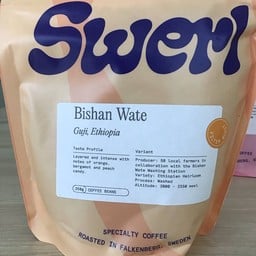 Swerl
Bishan Wate
Guji, Ethiopia
Taste Profile
Layered and intense with
notes of orange,
bergamot and peach
candy.
Variant
Producer: 50 local farmers in
collaboration with the Bishan
Wate Washing Station
Variety: Ethiopian Heirloom
Process: Washed
Altitude: 2000 - 2150 masl
250g
COFFEE BEANS
SPECIALTY COFFEE
ROASTED IN FALKENBERG, SWEDEN.